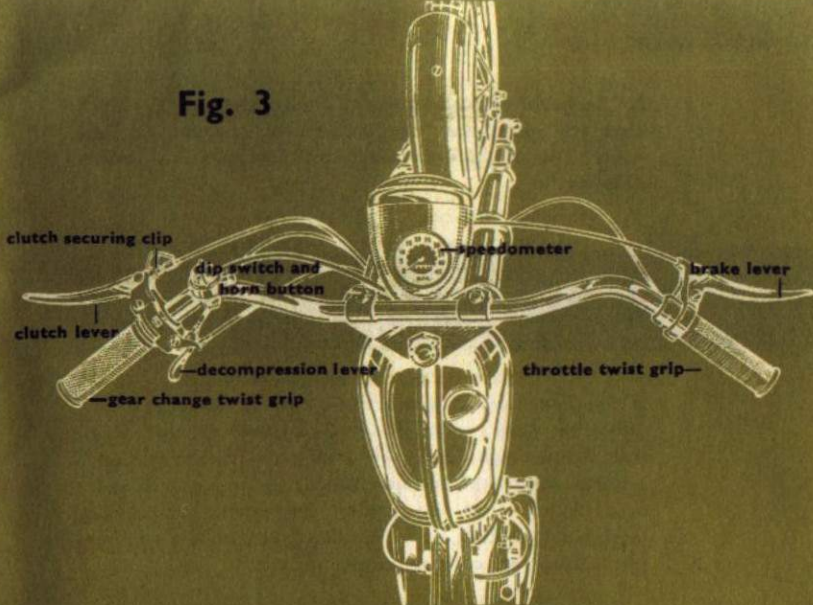 Fig. 3
clutch securing clip
dip switch and
horn button
speedometer
brake lever
clutch lever
decompression lever
throttle twist grip
gear change twist grip